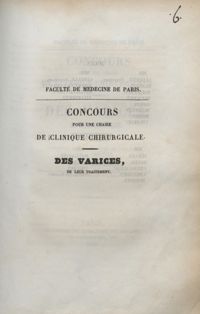 6.
FACULTÉ DE MÉDECINE DE PARIS.
CONCOURS
POUR UNE CHAIRE
DE CLINIQUE CHIRURGICALE.
DES VARICES,
DE LEUR TRAITEMENT.